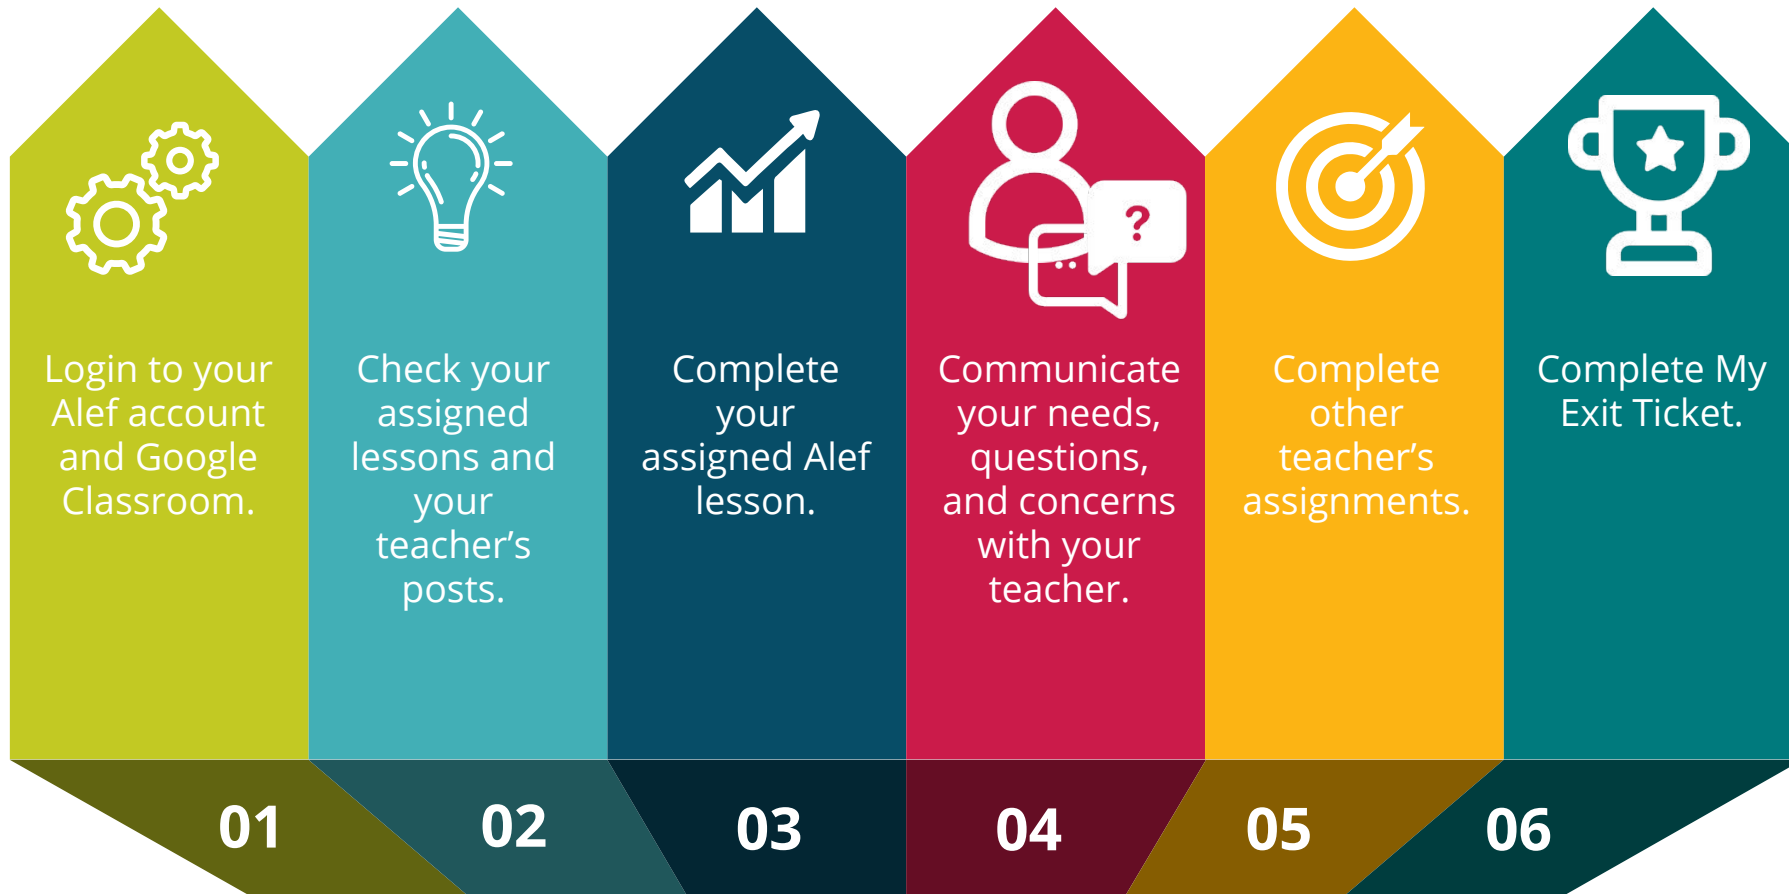 ?
Login to your
Alef account
and Google
Classroom.
Check your
assigned
lessons and
your
teacher’s
posts.
Complete
your
assigned Alef
lesson.
Communicate
your needs,
questions,
and concerns
with your
teacher.
Complete
other
teacher’s
assignments.
Complete My
Exit Ticket.
01
02
03
04
05
06